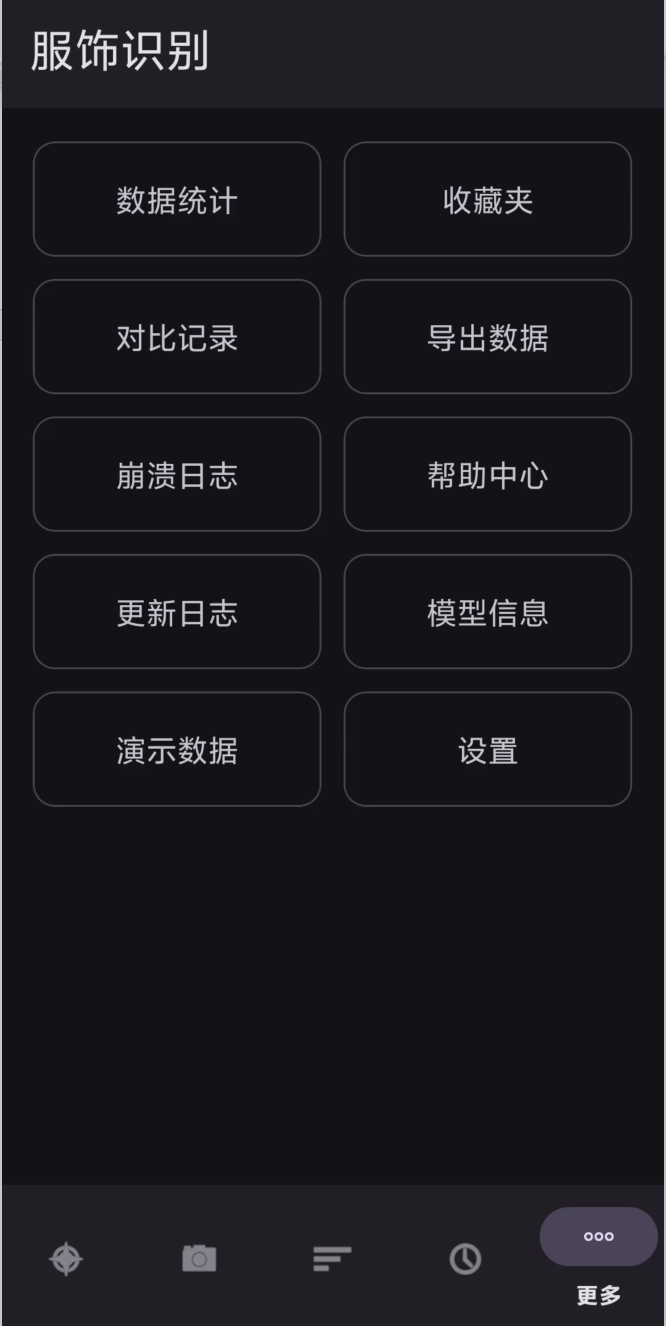 服饰识别
数据统计
收藏夹
对比记录
导出数据
崩溃日志
帮助中心
更新日志
模型信息
演示数据
设置
更多